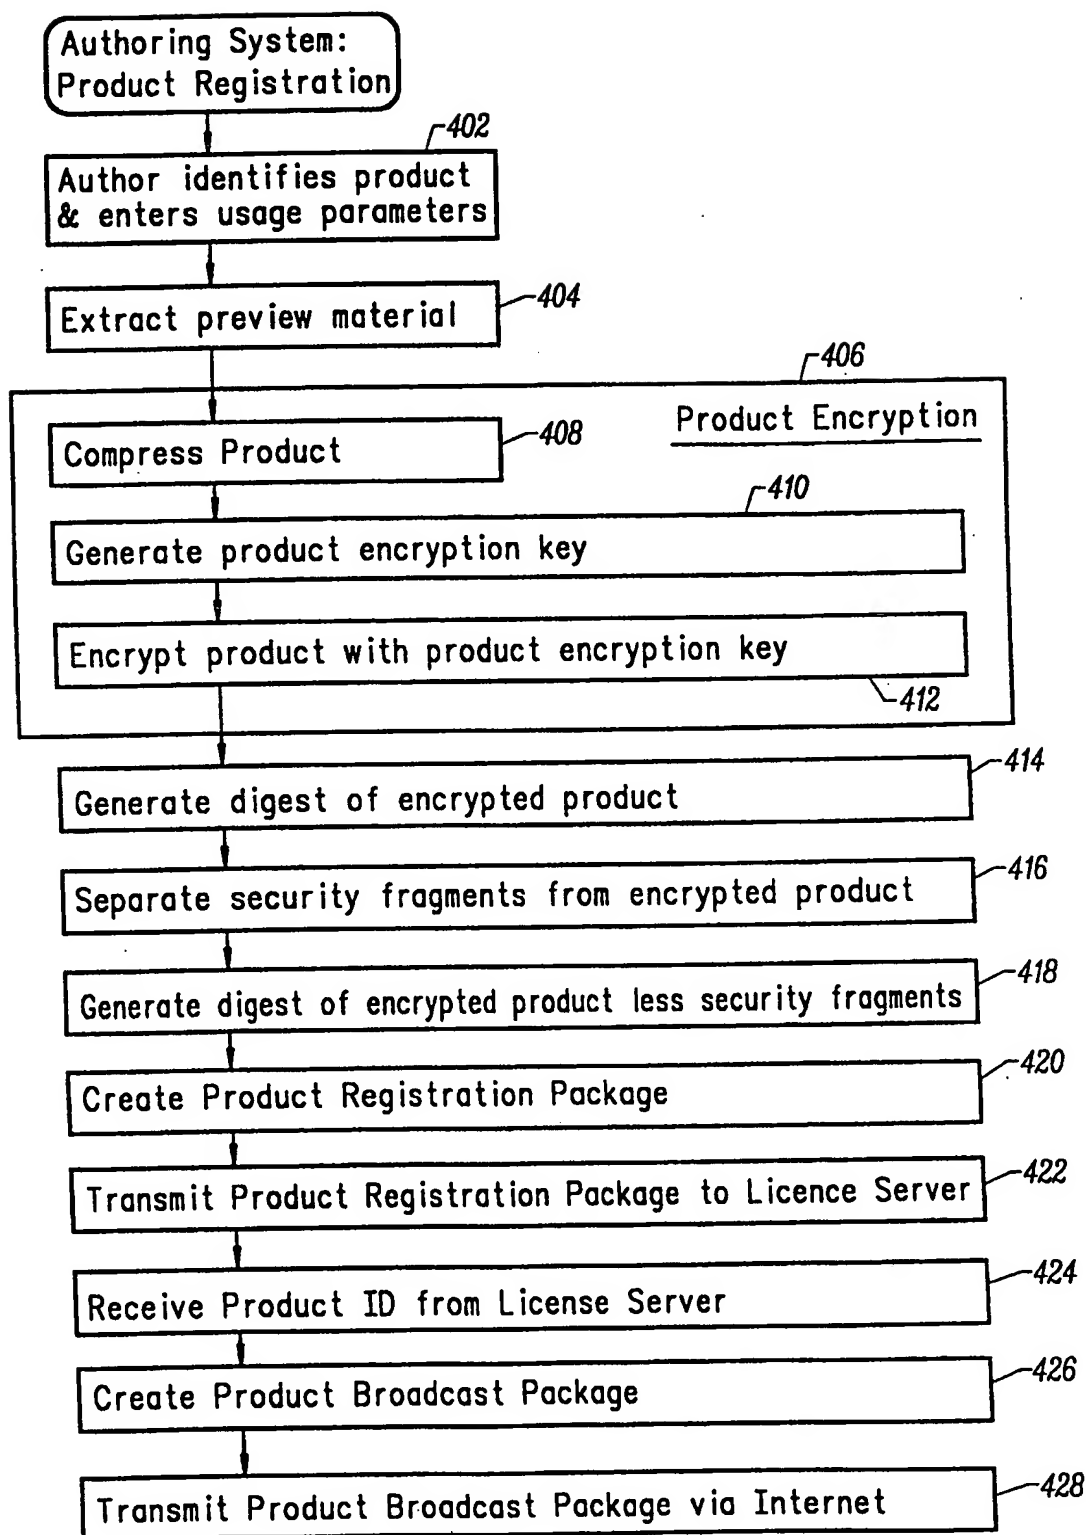 Authoring System:
Product Registration
402
Author identifies product
& enters usage parameters
404
Extract preview material
406
Product Encryption
408
Compress Product
410
Generate product encryption key
Encrypt product with product encryption key
412
414
Generate digest of encrypted product
416
Separate security fragments from encrypted product
418
Generate digest of encrypted product less security fragments
420
Create Product Registration Package
422
Transmit Product Registration Package to Licence Server
424
Receive Product ID from License Server
426
Create Product Broadcast Package
428
Transmit Product Broadcast Package via Internet